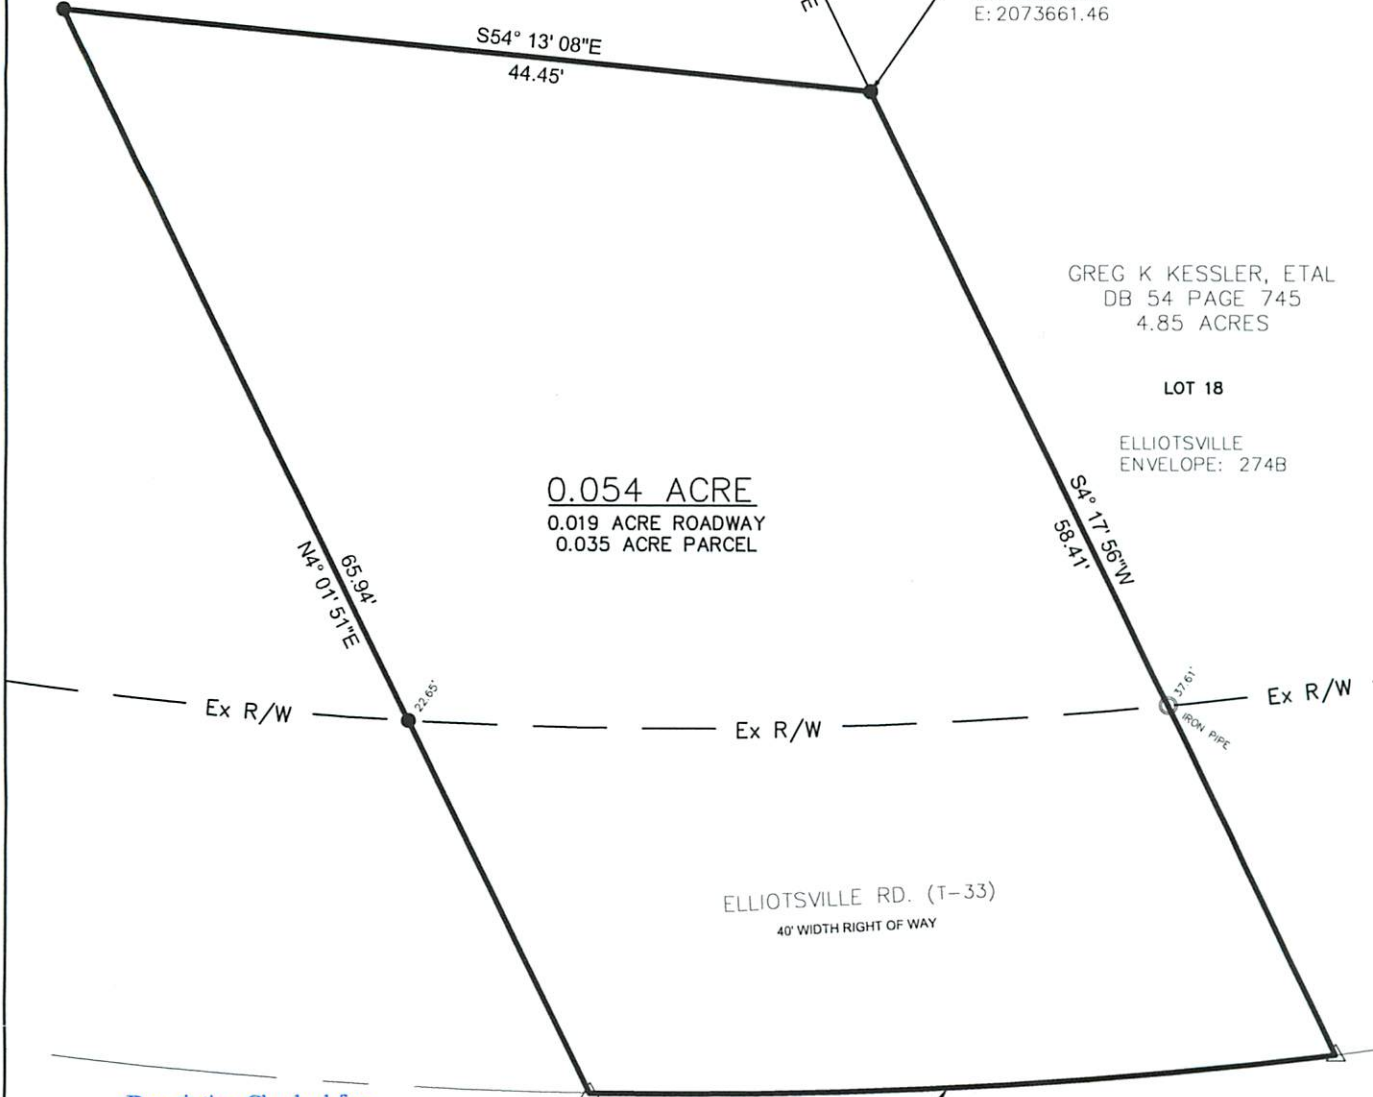 E
E: 2073661.46
S54° 13' 08"E
44.45'
GREG K KESSLER, ETAL
DB 54 PAGE 745
4.85 ACRES
LOT 18
ELLIOTSVILLE
ENVELOPE: 274B
0.054 ACRE
0.019 ACRE ROADWAY
0.035 ACRE PARCEL
S4° 17' 56"W
58.41'
65.94'
N4° 01' 51"E
22.65'
37.61'
IRON PIPE
Ex R/W
Ex R/W
Ex R/W
ELLIOTSVILLE RD. (T-33)
40' WIDTH RIGHT OF WAY